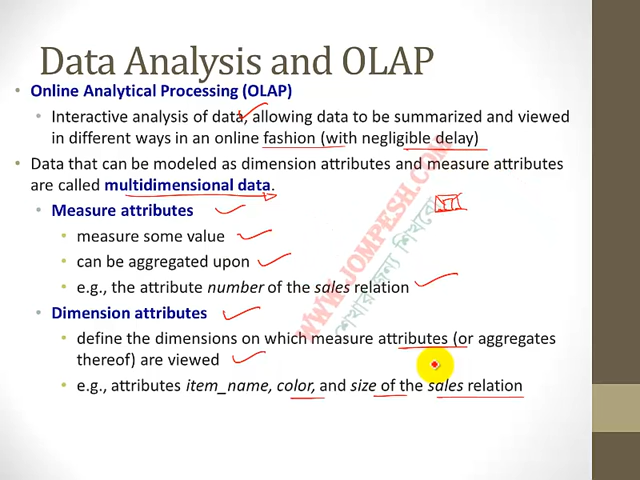 Data Analysis and OLAP
• Online Analytical Processing (OLAP)
• Interactive analysis of data, allowing data to be summarized and viewed
in different ways in an online fashion (with negligible delay)
• Data that can be modeled as dimension attributes and measure attributes
are called multidimensional data.
• Measure attributes
• measure some value
• can be aggregated upon
• e.g., the attribute number of the sales relation
• Dimension attributes
• define the dimensions on which measure attributes (or aggregates
thereof) are viewed
• e.g., attributes item_name, color, and size of the sales relation
WWW.JOMPESH.COM
শেখার জন্য শিখবে